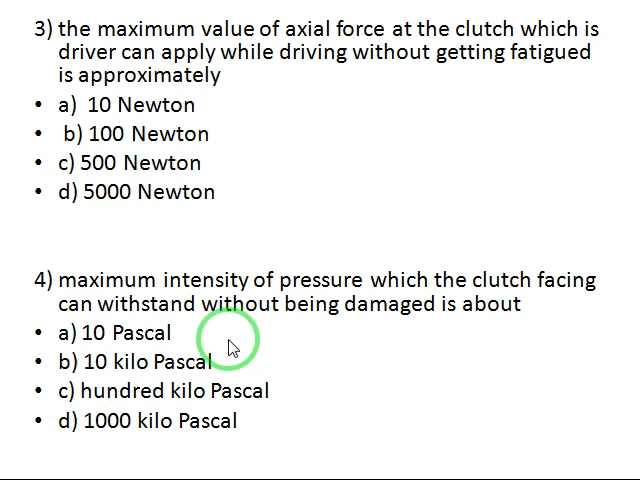 3) the maximum value of axial force at the clutch which is
driver can apply while driving without getting fatigued
is approximately
• a) 10 Newton
• b) 100 Newton
• c) 500 Newton
• d) 5000 Newton
4) maximum intensity of pressure which the clutch facing
can withstand without being damaged is about
• a) 10 Pascal
• b) 10 kilo Pascal
• c) hundred kilo Pascal
• d) 1000 kilo Pascal